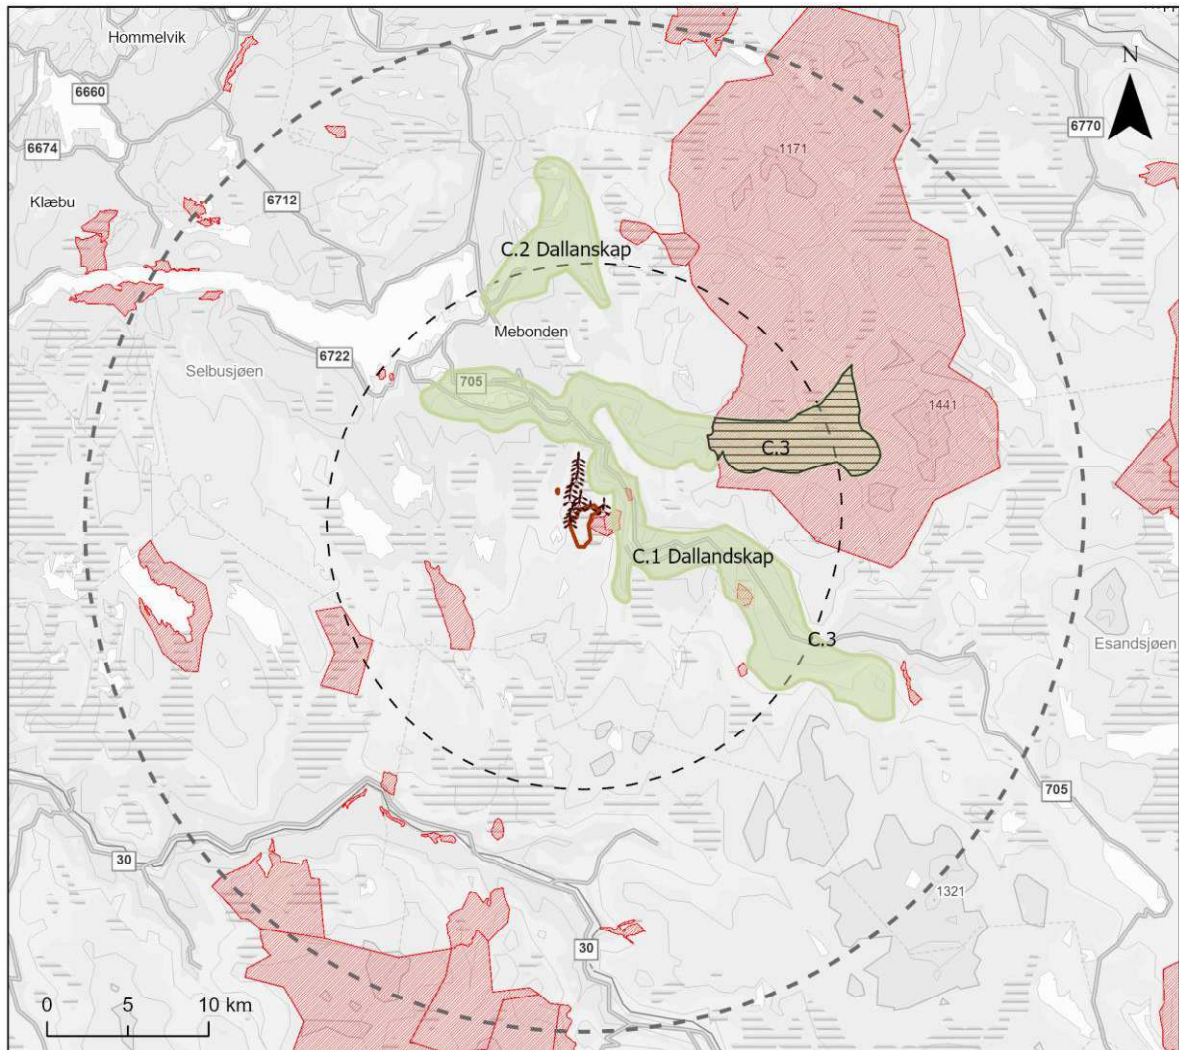 Hommelvik
N
6660
6770
6674
1171
Klæbu
6712
C.2 Dallanskap
Mebonden
6722
Selbusjøen
705
1441
C.3
C.1 Dallandskap
C.3
Esandsjøen
705
30
1321
30
0 5 10 km